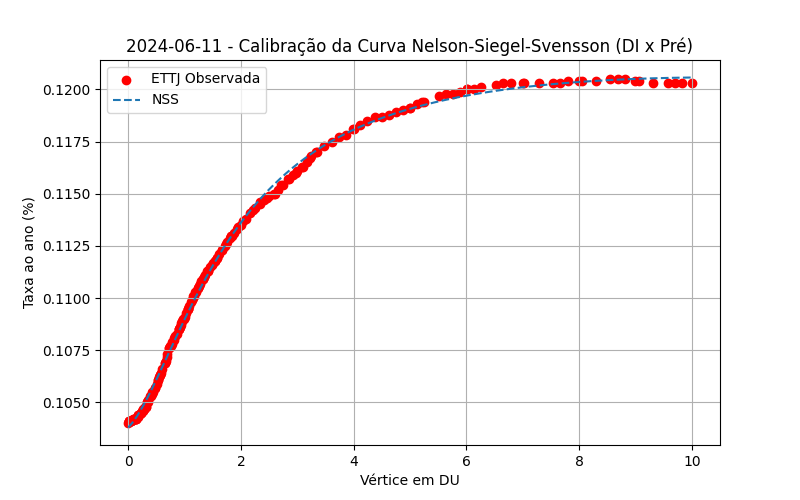 2024-06-11 - Calibração da Curva Nelson-Siegel-Svensson (DI x Pré)
ETTJ Observada
NSS
Taxa ao ano (%)
0.1200
0.1175
0.1150
0.1125
0.1100
0.1075
0.1050
0 2 4 6 8 10
Vértice em DU